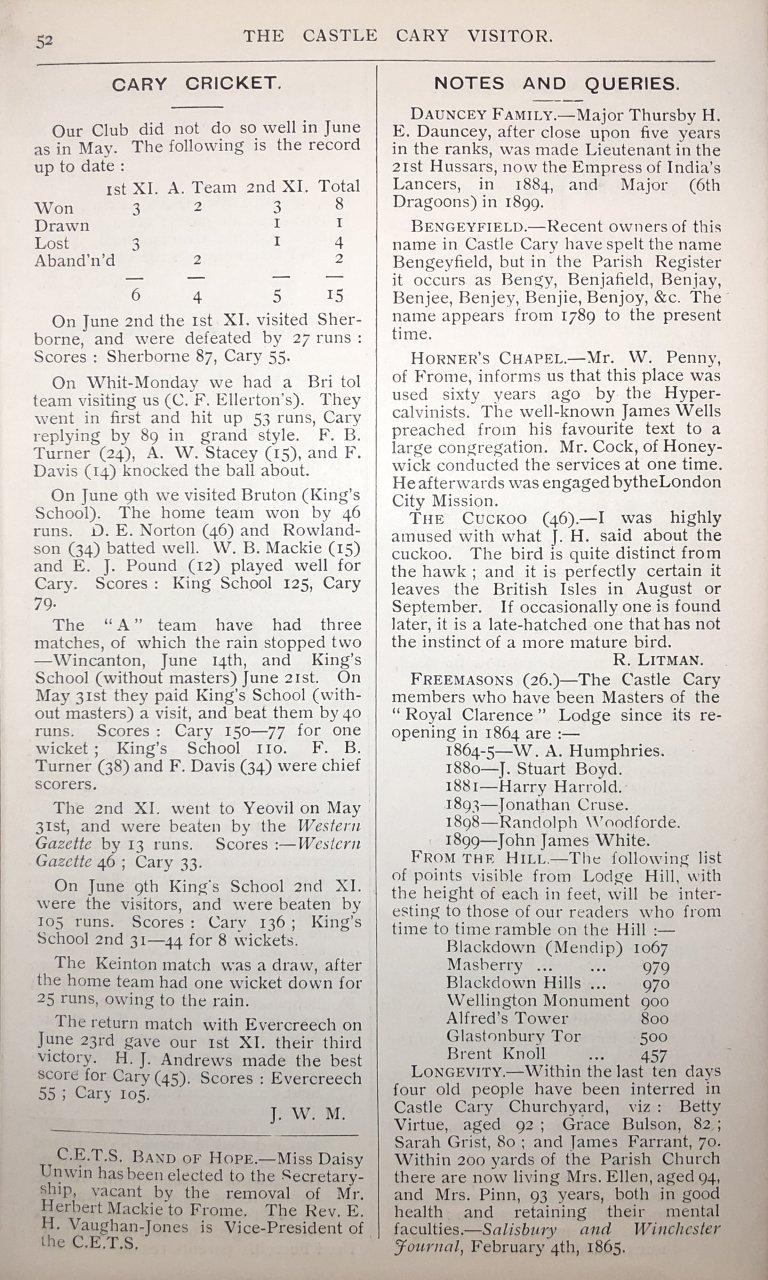 52
THE CASTLE CARY VISITOR.
CARY CRICKET.
Our Club did not do so well in June
as in May. The following is the record
up to date :
1st XI. A. Team 2nd XI. Total
Won 3 2 3 8
Drawn 1 1
Lost 3 1 4
Aband'n'd 2 2
— — — —
6 4 5 15
On June 2nd the 1st XI. visited Sher-
borne, and were defeated by 27 runs :
Scores : Sherborne 87, Cary 55.
On Whit-Monday we had a Bri tol
team visiting us (C. F. Ellerton's). They
went in first and hit up 53 runs, Cary
replying by 89 in grand style. F. B.
Turner (24), A. W. Stacey (15), and F.
Davis (14) knocked the ball about.
On June 9th we visited Bruton (King's
School). The home team won by 46
runs. D. E. Norton (46) and Rowland-
son (34) batted well. W. B. Mackie (15)
and E. J. Pound (12) played well for
Cary. Scores : King School 125, Cary
79.
The "A" team have had three
matches, of which the rain stopped two
—Wincanton, June 14th, and King's
School (without masters) June 21st. On
May 31st they paid King's School (with-
out masters) a visit, and beat them by 40
runs. Scores : Cary 150—77 for one
wicket ; King's School 110. F. B.
Turner (38) and F. Davis (34) were chief
scorers.
The 2nd XI. went to Yeovil on May
31st, and were beaten by the Western
Gazette by 13 runs. Scores :—Western
Gazette 46 ; Cary 33.
On June 9th King's School 2nd XI.
were the visitors, and were beaten by
105 runs. Scores : Cary 136 ; King's
School 2nd 31—44 for 8 wickets.
The Keinton match was a draw, after
the home team had one wicket down for
25 runs, owing to the rain.
The return match with Evercreech on
June 23rd gave our 1st XI. their third
victory. H. J. Andrews made the best
score for Cary (45). Scores : Evercreech
55 ; Cary 105.
J. W. M.
C.E.T.S. BAND OF HOPE.—Miss Daisy
Unwin has been elected to the Secretary-
ship, vacant by the removal of Mr.
Herbert Mackie to Frome. The Rev. E.
H. Vaughan-Jones is Vice-President of
the C.E.T.S.
NOTES AND QUERIES.
DAUNCEY FAMILY.—Major Thursby H.
E. Dauncey, after close upon five years
in the ranks, was made Lieutenant in the
21st Hussars, now the Empress of India's
Lancers, in 1884, and Major (6th
Dragoons) in 1899.
BENGEYFIELD.—Recent owners of this
name in Castle Cary have spelt the name
Bengeyfield, but in the Parish Register
it occurs as Bengy, Benjafield, Benjay,
Benjee, Benjey, Benjie, Benjoy, &c. The
name appears from 1789 to the present
time.
HORNER'S CHAPEL.—Mr. W. Penny,
of Frome, informs us that this place was
used sixty years ago by the Hyper-
calvinists. The well-known James Wells
preached from his favourite text to a
large congregation. Mr. Cock, of Honey-
wick conducted the services at one time.
He afterwards was engaged bytheLondon
City Mission.
THE CUCKOO (46).—I was highly
amused with what J. H. said about the
cuckoo. The bird is quite distinct from
the hawk ; and it is perfectly certain it
leaves the British Isles in August or
September. If occasionally one is found
later, it is a late-hatched one that has not
the instinct of a more mature bird.
R. LITMAN.
FREEMASONS (26.)—The Castle Cary
members who have been Masters of the
" Royal Clarence " Lodge since its re-
opening in 1864 are :—
1864-5—W. A. Humphries.
1880—J. Stuart Boyd.
1881—Harry Harrold.
1893—Jonathan Cruse.
1898—Randolph Woodforde.
1899—John James White.
FROM THE HILL.—The following list
of points visible from Lodge Hill, with
the height of each in feet, will be inter-
esting to those of our readers who from
time to time ramble on the Hill :—
Blackdown (Mendip) 1067
Masberry ... ... 979
Blackdown Hills ... 970
Wellington Monument 900
Alfred's Tower 800
Glastonbury Tor 500
Brent Knoll ... 457
LONGEVITY.—Within the last ten days
four old people have been interred in
Castle Cary Churchyard, viz : Betty
Virtue, aged 92 ; Grace Bulson, 82 ;
Sarah Grist, 80 ; and James Farrant, 70.
Within 200 yards of the Parish Church
there are now living Mrs. Ellen, aged 94,
and Mrs. Pinn, 93 years, both in good
health and retaining their mental
faculties.—Salisbury and Winchester
Journal, February 4th, 1865.